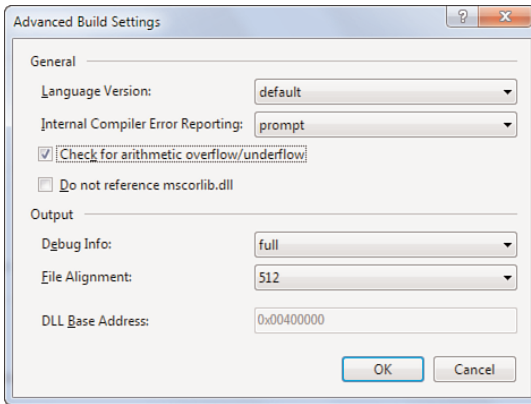 Advanced Build Settings
General
Language Version: default
Internal Compiler Error Reporting: prompt
Check for arithmetic overflow/underflow
Do not reference mscorlib.dll
Output
Debug Info: full
File Alignment: 512
DLL Base Address: 0x00400000
OK Cancel